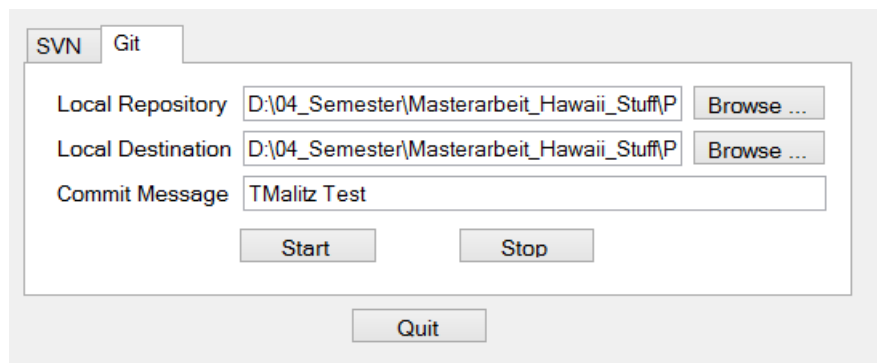 SVN Git
Local Repository D:\04_Semester\Masterarbeit_Hawaii_Stuff\P Browse ...
Local Destination D:\04_Semester\Masterarbeit_Hawaii_Stuff\P Browse ...
Commit Message TMalitz Test
Start Stop
Quit